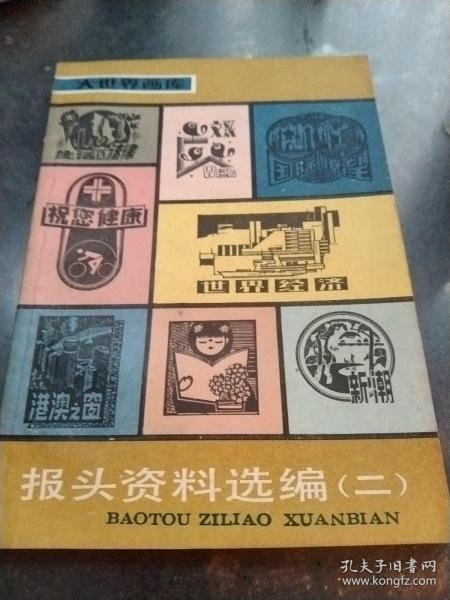 大世界画库
祝您健康
世界经济
港澳之窗
新潮
报头资料选编(二)
BAOTOU ZILIAO XUANBIAN
孔夫子旧书网
www.kongfz.com